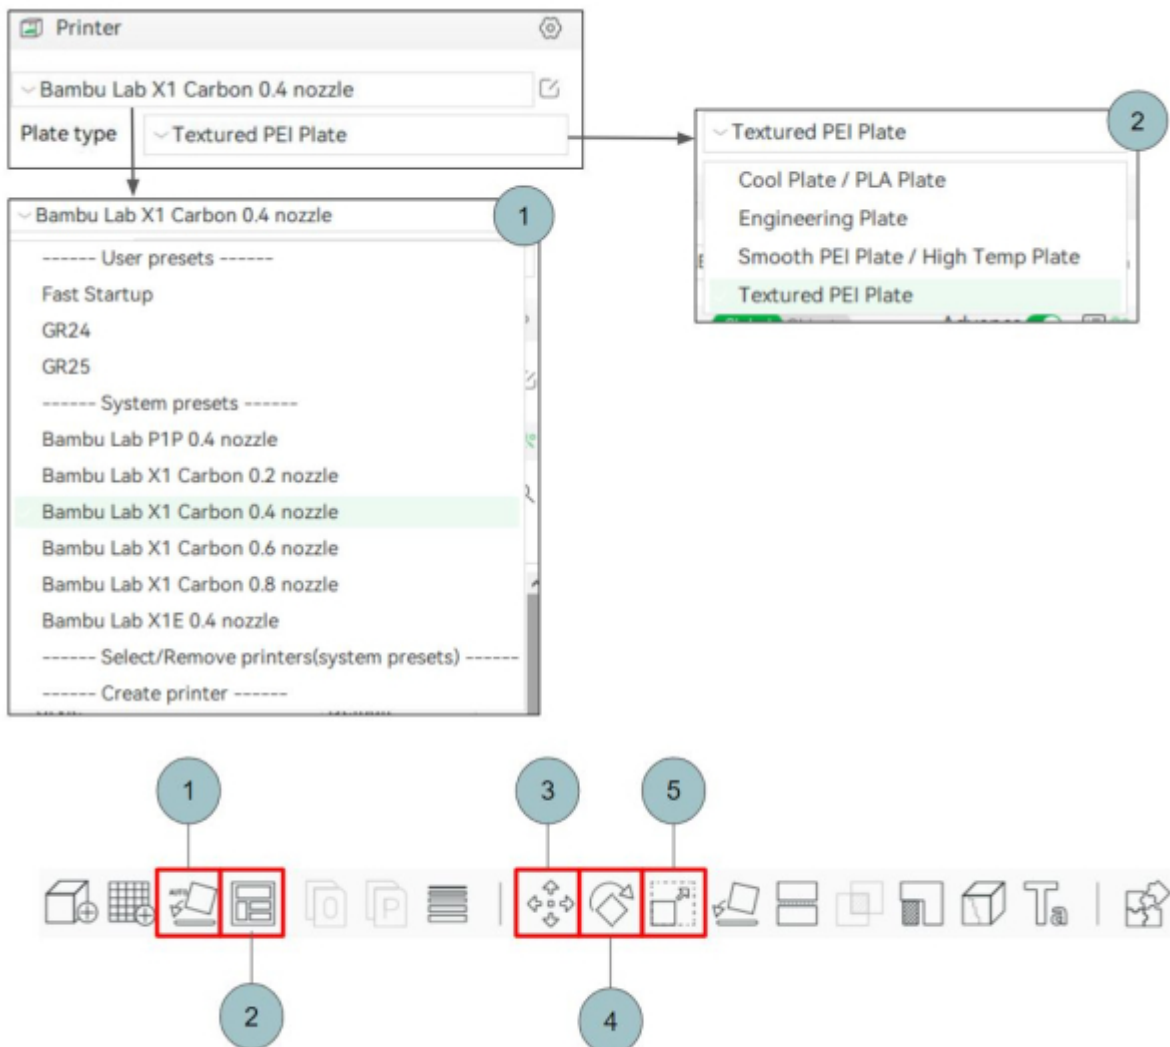 Printer
Bambu Lab X1 Carbon 0.4 nozzle
Plate type
Textured PEI Plate
2
Textured PEI Plate
Cool Plate / PLA Plate
Engineering Plate
Smooth PEI Plate / High Temp Plate
Textured PEI Plate
1
Bambu Lab X1 Carbon 0.4 nozzle
------ User presets ------
Fast Startup
GR24
GR25
------ System presets ------
Bambu Lab P1P 0.4 nozzle
Bambu Lab X1 Carbon 0.2 nozzle
Bambu Lab X1 Carbon 0.4 nozzle
Bambu Lab X1 Carbon 0.6 nozzle
Bambu Lab X1 Carbon 0.8 nozzle
Bambu Lab X1E 0.4 nozzle
------ Select/Remove printers(system presets) ------
------ Create printer ------
1
3
5
AUTO
O
P
Ta
2
4